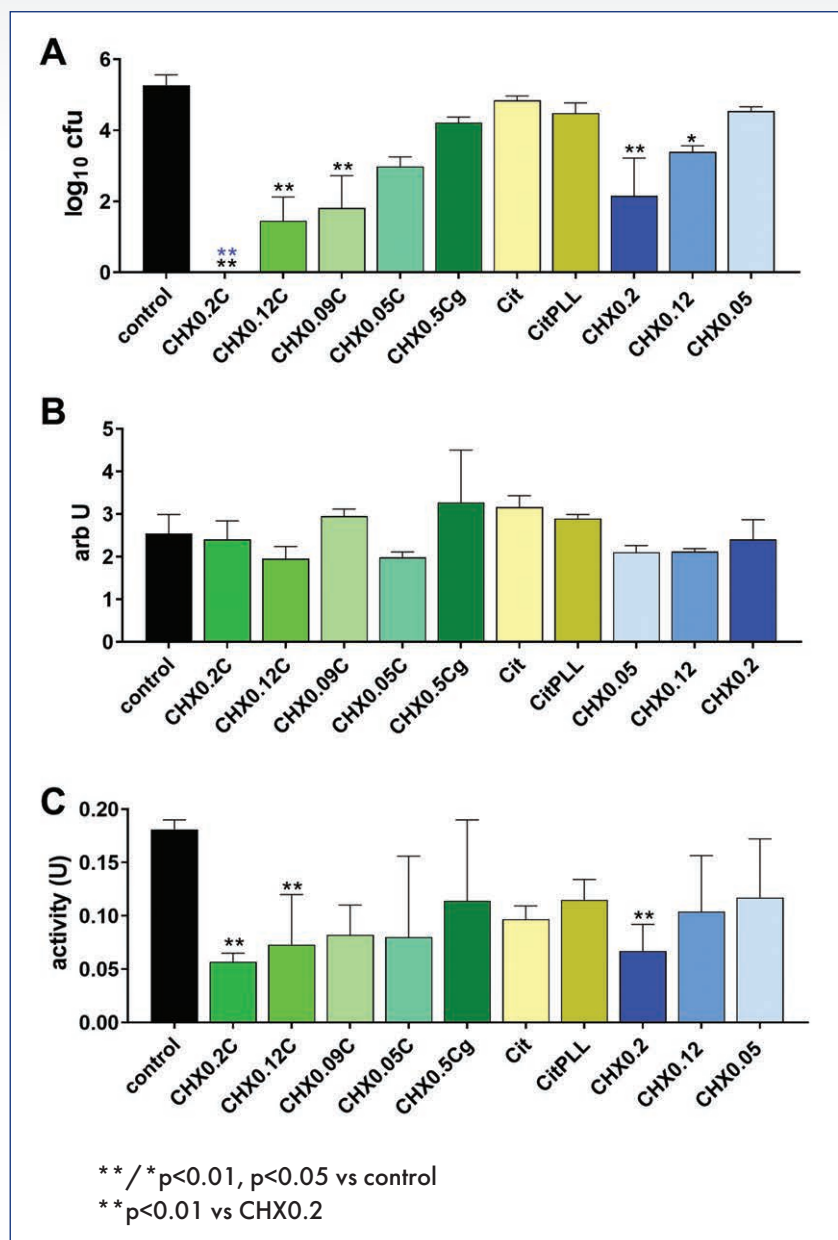 A
6
4
2
0
log10 cfu
**
**
**
**
**
*
control
CHX0.2C
CHX0.12C
CHX0.09C
CHX0.05C
CHX0.5Cg
Cit
CitPLL
CHX0.2
CHX0.12
CHX0.05
B
5
4
3
2
1
0
arb U
control
CHX0.2C
CHX0.12C
CHX0.09C
CHX0.05C
CHX0.5Cg
Cit
CitPLL
CHX0.05
CHX0.12
CHX0.2
C
0.20
0.15
0.10
0.05
0.00
activity (U)
**
**
**
control
CHX0.2C
CHX0.12C
CHX0.09C
CHX0.05C
CHX0.5Cg
Cit
CitPLL
CHX0.2
CHX0.12
CHX0.05
**/*p<0.01, p<0.05 vs control
**p<0.01 vs CHX0.2